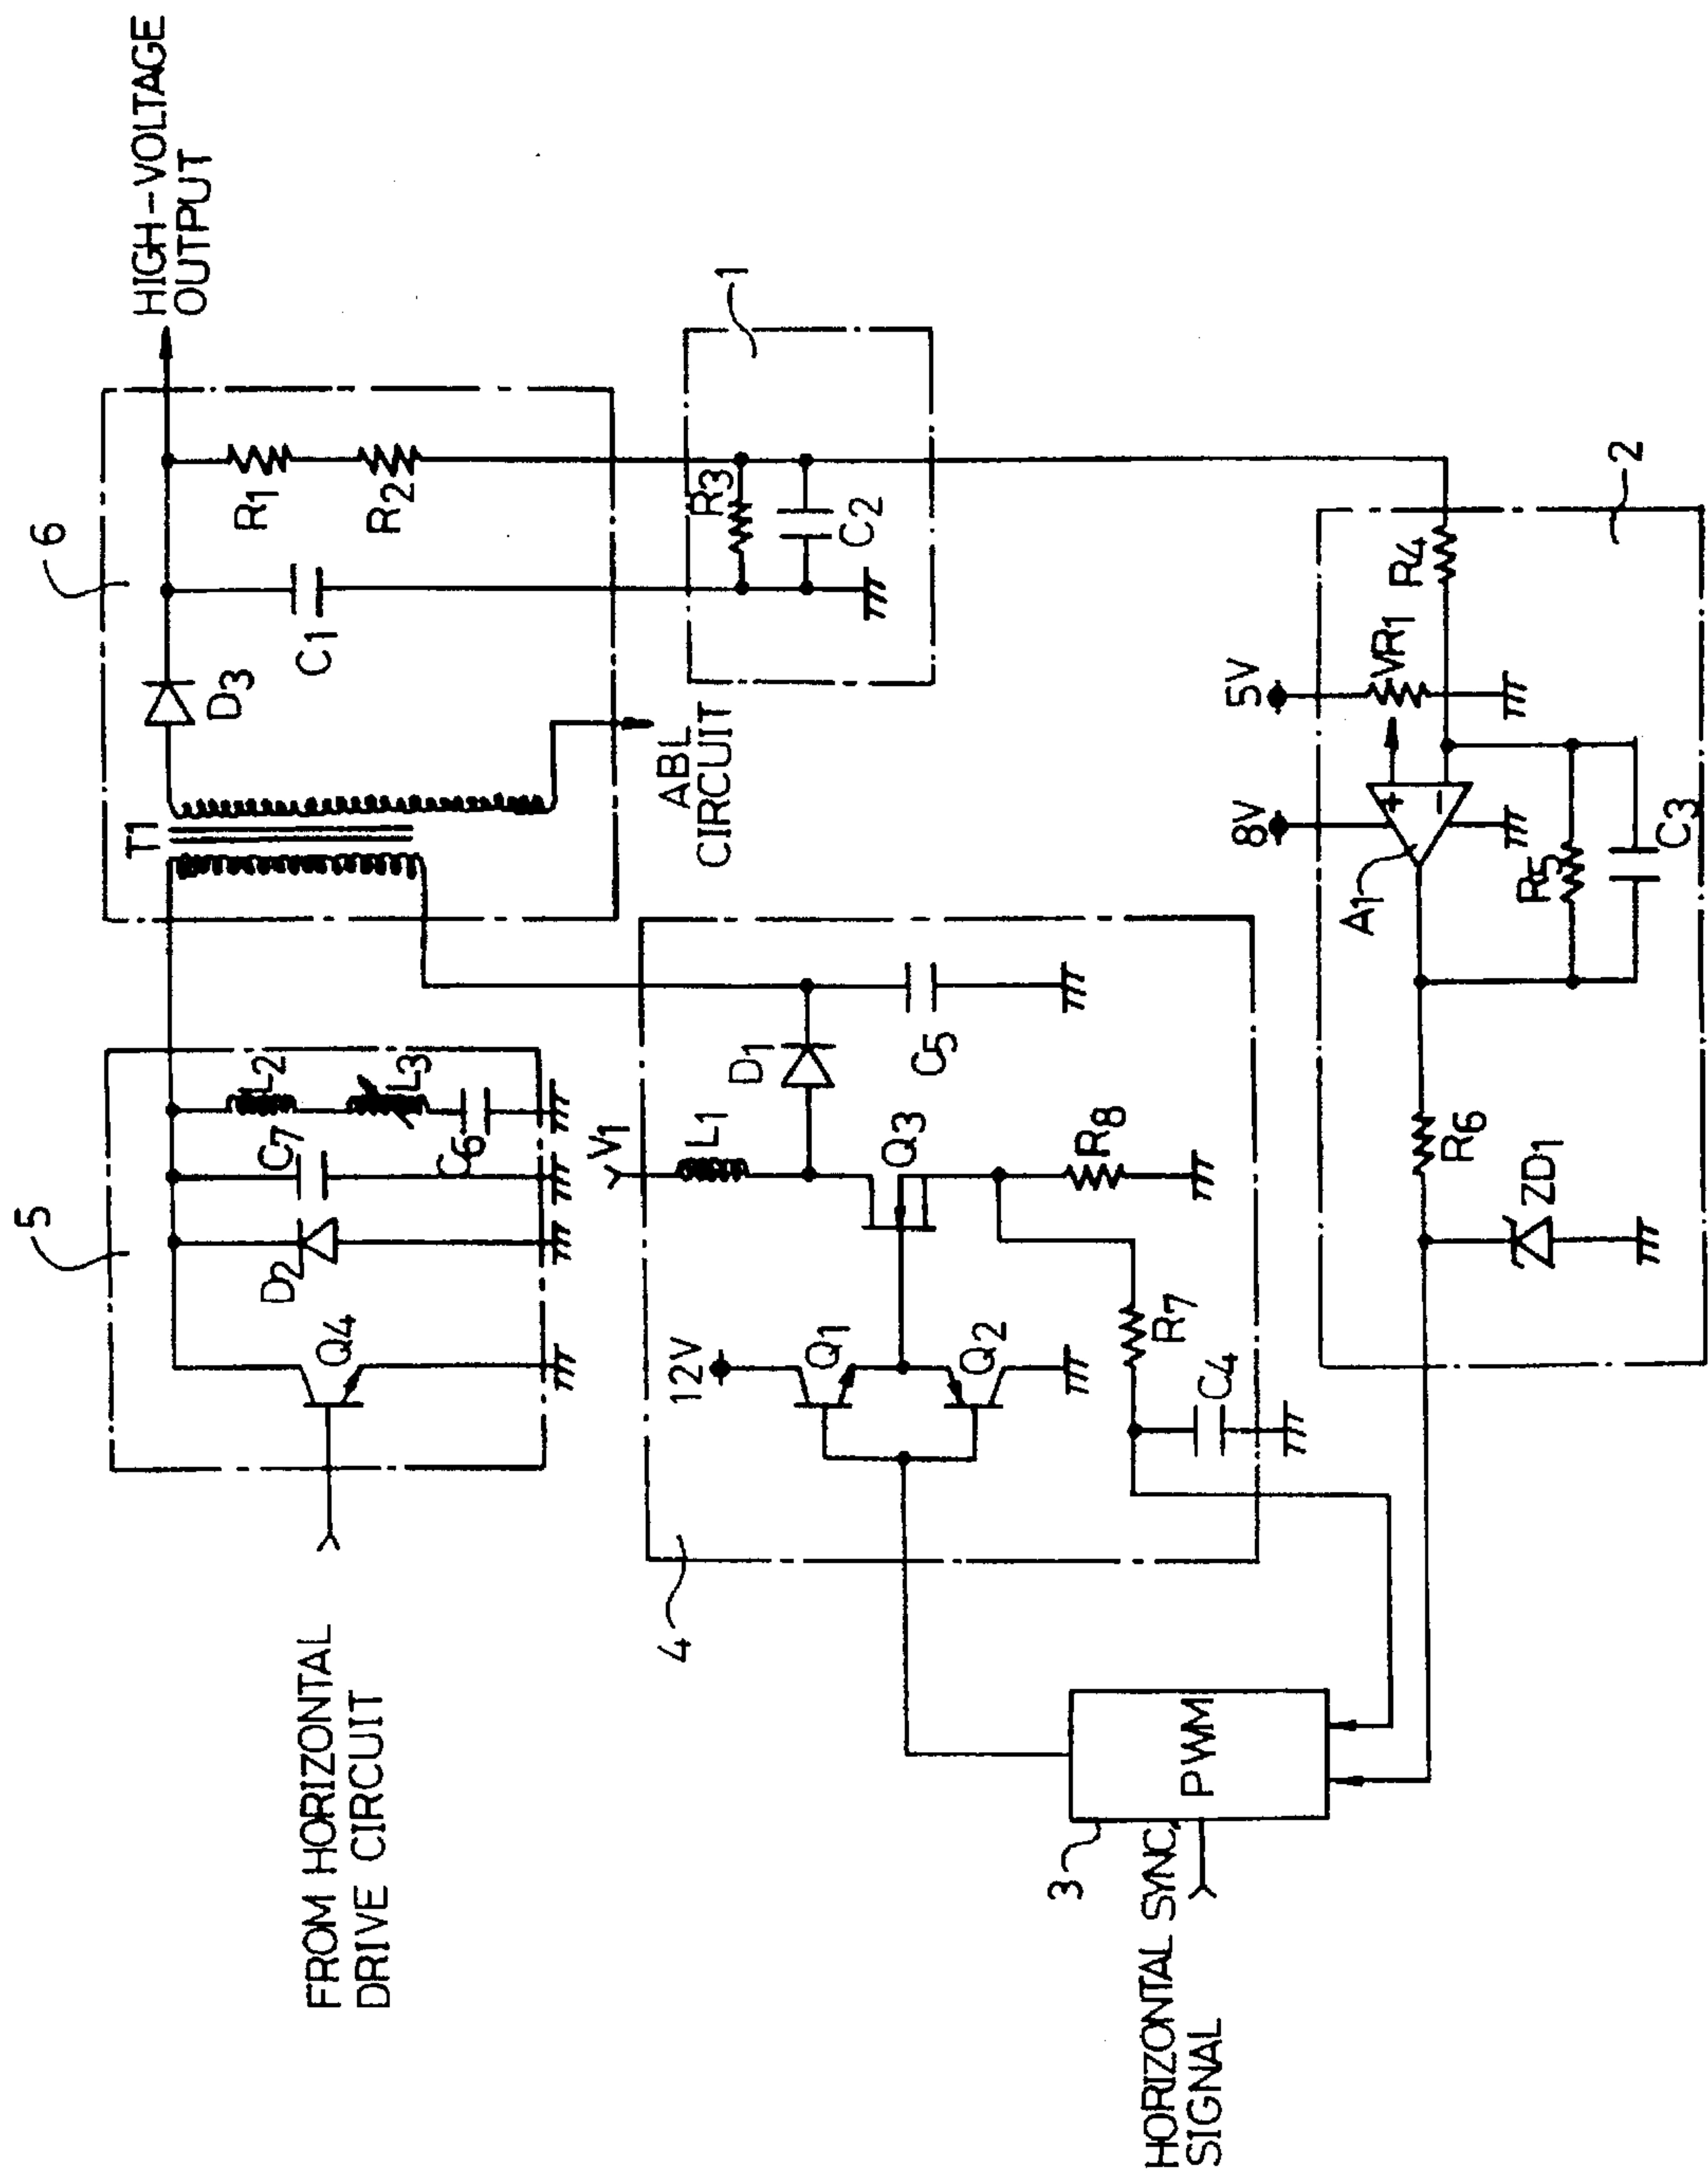 HIGH-VOLTAGE
OUTPUT
6
T1
D3
C1
R1
R2
ABL
CIRCUIT
1
R3
C2
5
Q4
D2
C7
L2
L3
C6
FROM HORIZONTAL
DRIVE CIRCUIT
4
V1
L1
D1
C5
12V
Q1
Q2
Q3
R8
R7
C4
3
PWM
HORIZONTAL SYNC,
SIGNAL
2
5V
8V
VR1
R4
A1
+
-
R5
C3
R6
ZD1